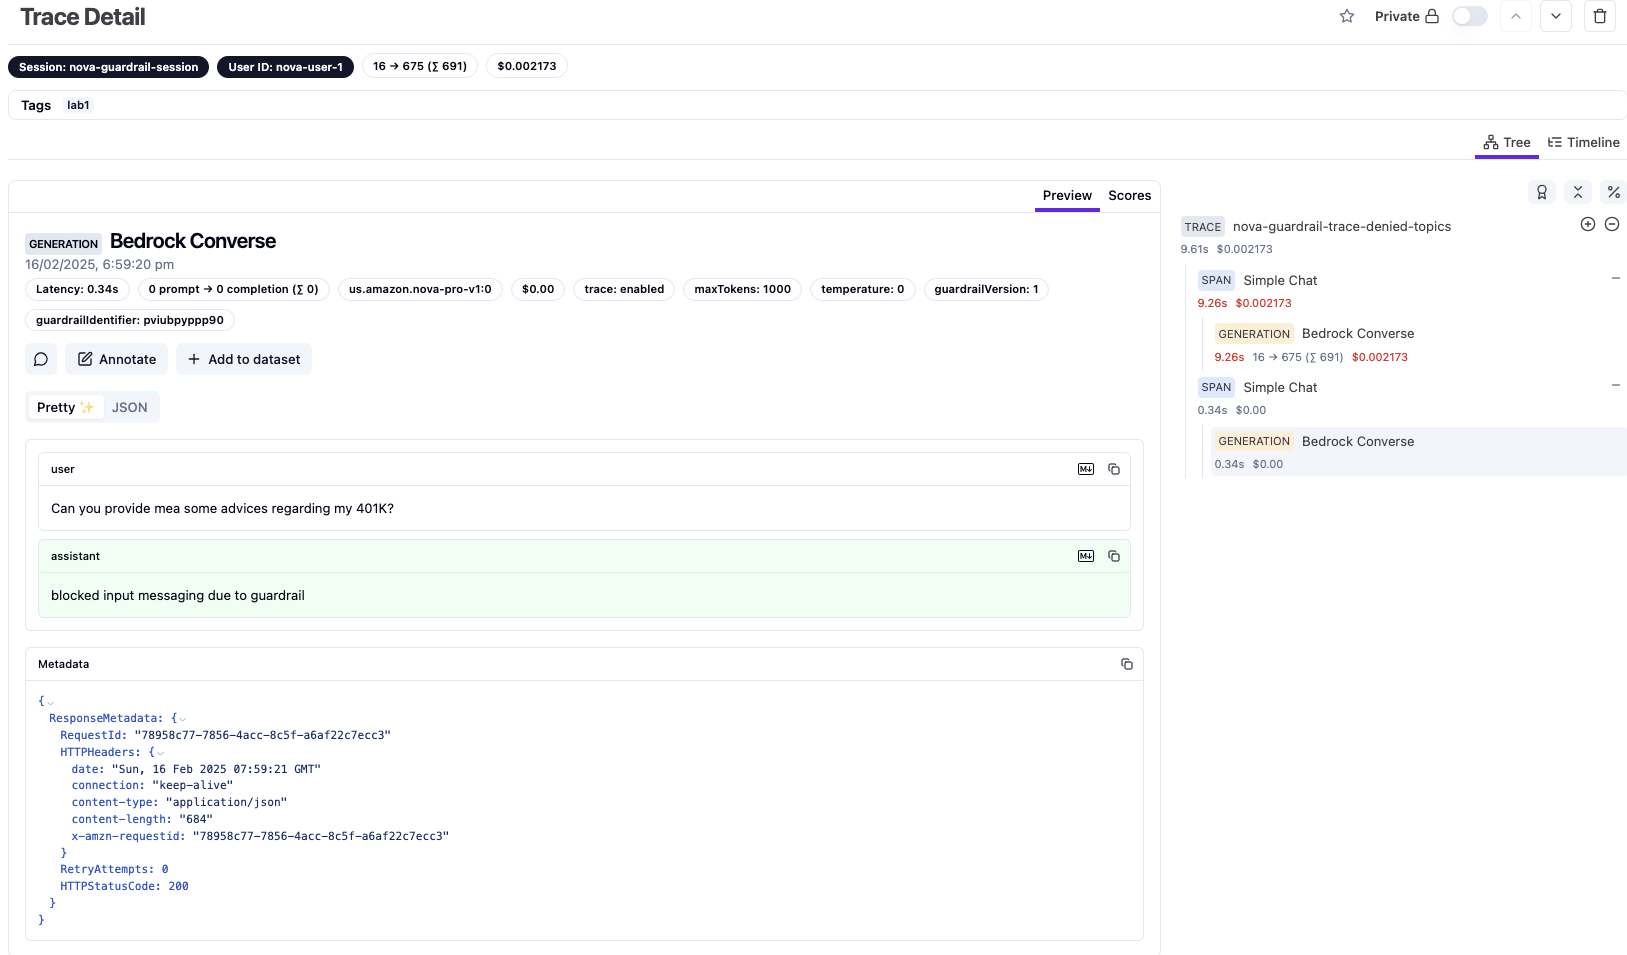 Trace Detail
Private
Session: nova-guardrail-session
User ID: nova-user-1
16 → 675 (∑ 691)
$0.002173
Tags lab1
Tree Timeline
Preview Scores
GENERATION Bedrock Converse
16/02/2025, 6:59:20 pm
Latency: 0.34s
0 prompt → 0 completion (∑ 0)
us.amazon.nova-pro-v1:0
$0.00
trace: enabled
maxTokens: 1000
temperature: 0
guardrailVersion: 1
guardrailIdentifier: pviubpyppp90
Annotate
+ Add to dataset
Pretty ✨ JSON
user
Can you provide mea some advices regarding my 401K?
assistant
blocked input messaging due to guardrail
Metadata
{
ResponseMetadata: {
RequestId: "78958c77-7856-4acc-8c5f-a6af22c7ecc3"
HTTPHeaders: {
date: "Sun, 16 Feb 2025 07:59:21 GMT"
connection: "keep-alive"
content-type: "application/json"
content-length: "684"
x-amzn-requestid: "78958c77-7856-4acc-8c5f-a6af22c7ecc3"
}
RetryAttempts: 0
HTTPStatusCode: 200
}
}
TRACE nova-guardrail-trace-denied-topics
9.61s $0.002173
SPAN Simple Chat
9.26s $0.002173
GENERATION Bedrock Converse
9.26s 16 → 675 (∑ 691) $0.002173
SPAN Simple Chat
0.34s $0.00
GENERATION Bedrock Converse
0.34s $0.00